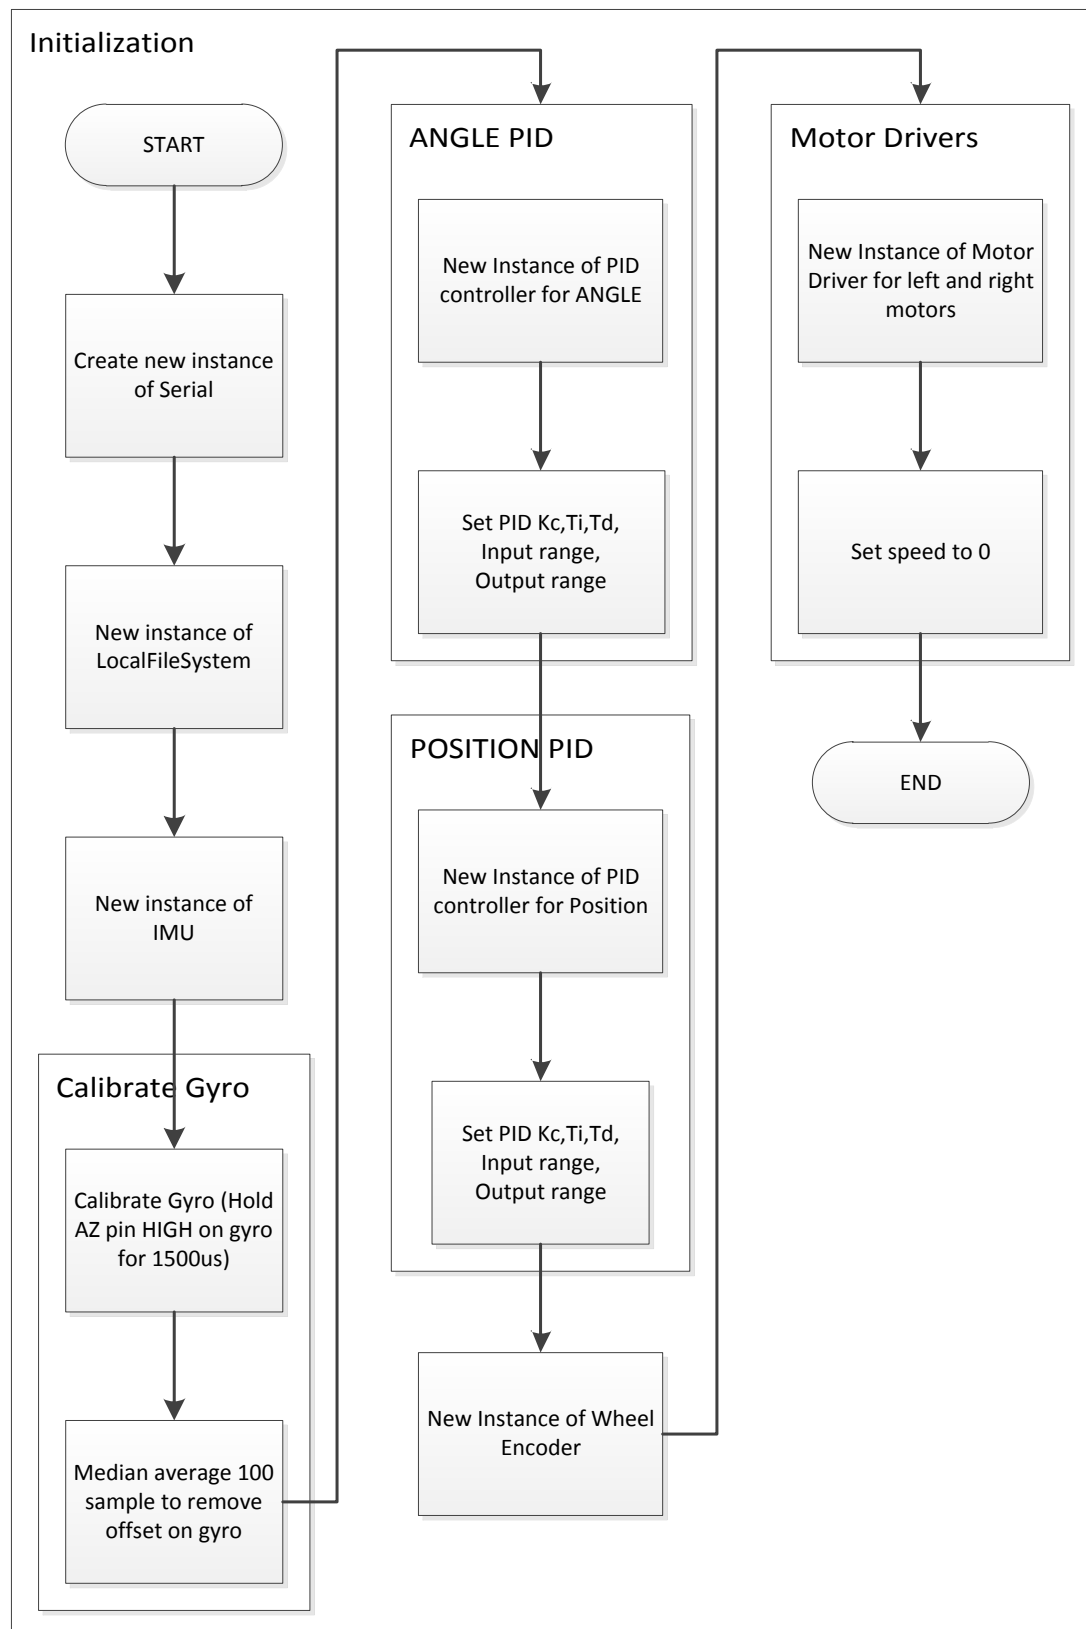 Initialization
START
Create new instance
of Serial
New instance of
LocalFileSystem
New instance of
IMU
Calibrate Gyro
Calibrate Gyro (Hold
AZ pin HIGH on gyro
for 1500us)
Median average 100
sample to remove
offset on gyro
ANGLE PID
New Instance of PID
controller for ANGLE
Set PID Kc,Ti,Td,
Input range,
Output range
POSITION PID
New Instance of PID
controller for Position
Set PID Kc,Ti,Td,
Input range,
Output range
New Instance of Wheel
Encoder
Motor Drivers
New Instance of Motor
Driver for left and right
motors
Set speed to 0
END